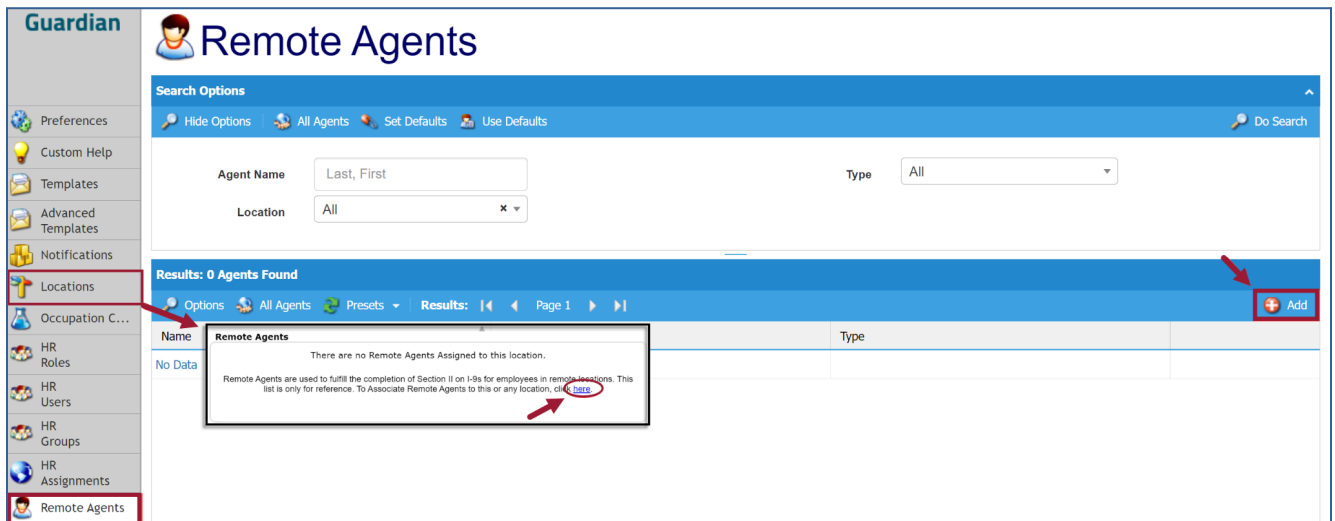 Guardian
Remote Agents
Preferences
Custom Help
Templates
Advanced
Templates
Notifications
Locations
Occupation C...
HR
Roles
HR
Users
HR
Groups
HR
Assignments
Remote Agents
Search Options
Hide Options All Agents Set Defaults Use Defaults Do Search
Agent Name Last, First Type All
Location All
Results: 0 Agents Found
Options All Agents Presets Results: Page 1 Add
Name Type
No Data
Remote Agents
There are no Remote Agents Assigned to this location.
Remote Agents are used to fulfill the completion of Section II on I-9s for employees in remote locations. This
list is only for reference. To Associate Remote Agents to this or any location, click here.